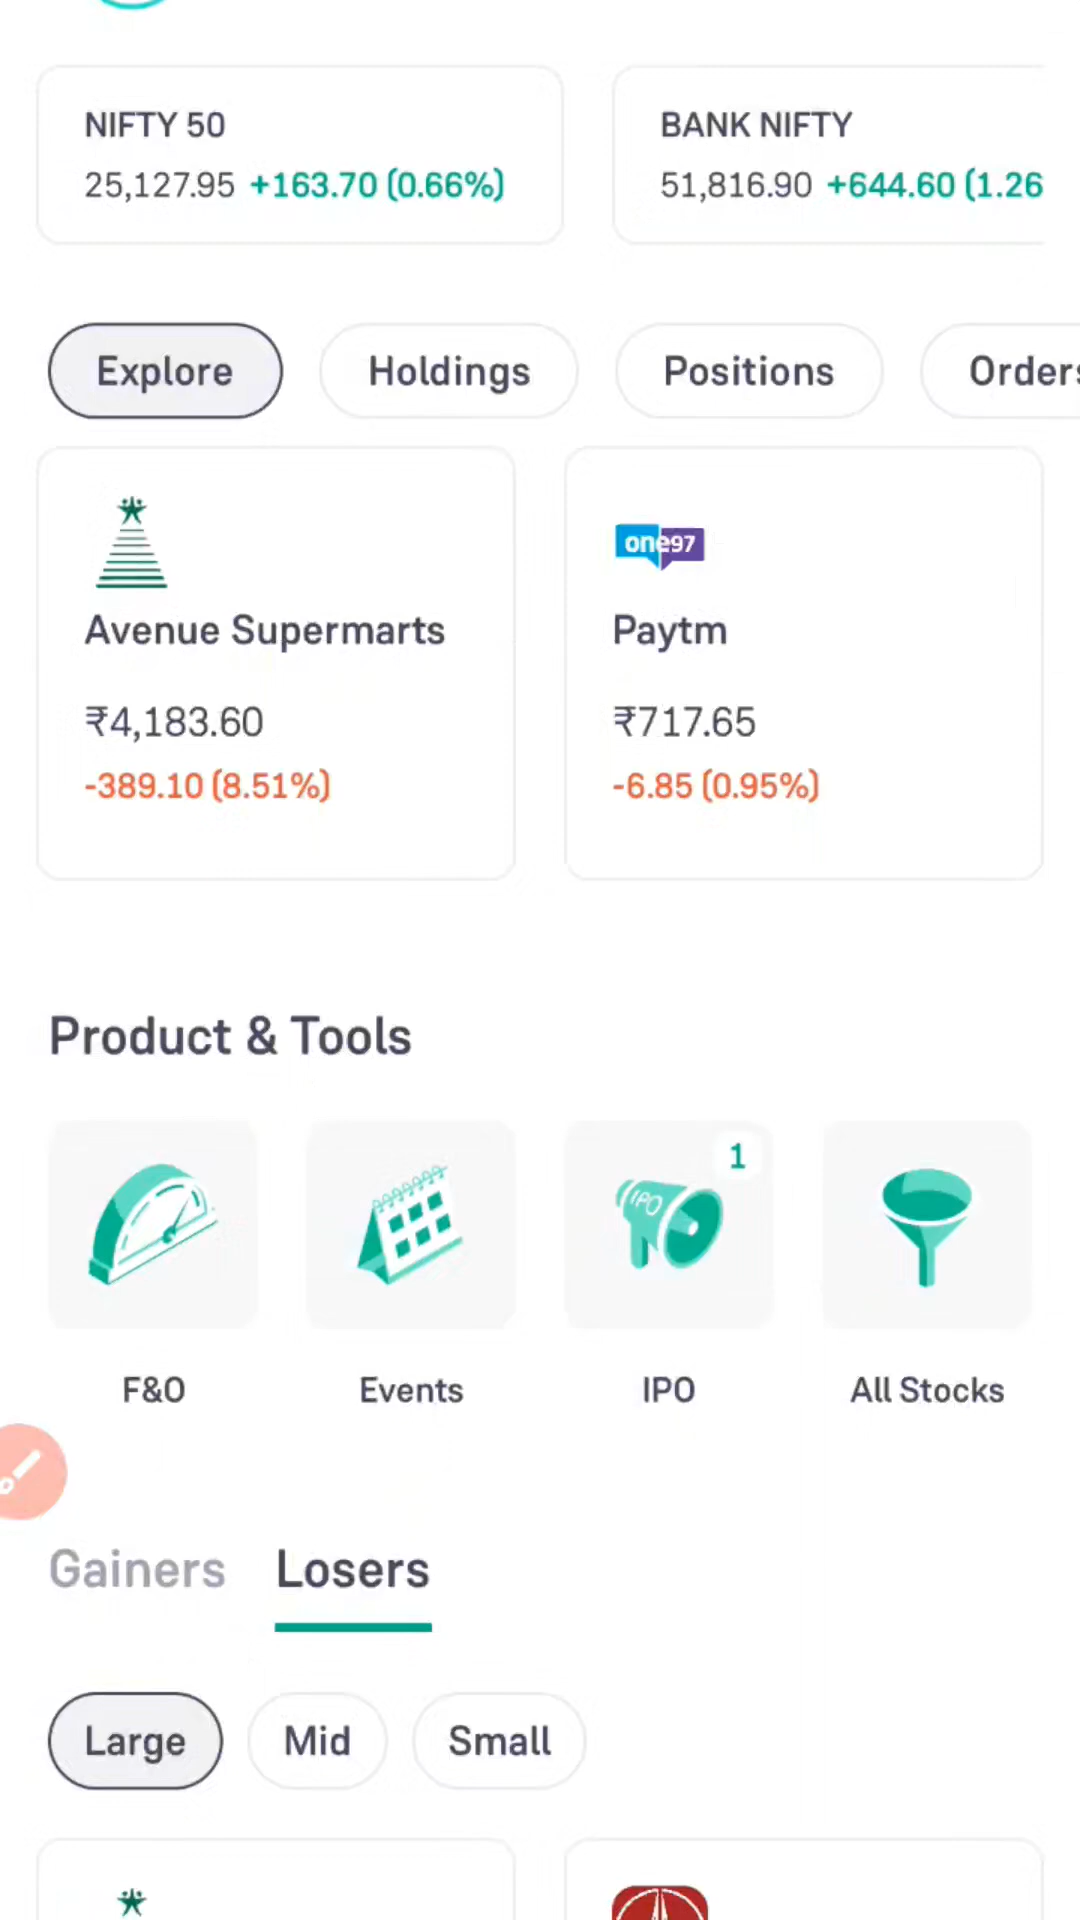 NIFTY 50
25,127.95 +163.70 (0.66%)
BANK NIFTY
51,816.90 +644.60 (1.26
Explore
Holdings
Positions
Orders
one97
Avenue Supermarts
Paytm
₹4,183.60
₹717.65
-389.10 (8.51%)
-6.85 (0.95%)
Product & Tools
IPO
1
F&O
Events
IPO
All Stocks
Gainers
Losers
Large
Mid
Small